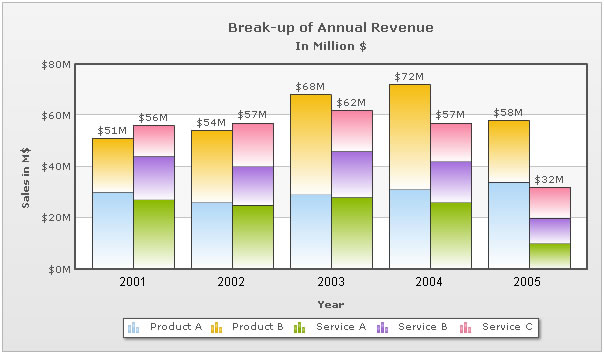 Break-up of Annual Revenue
In Million $
$80M
$60M
$40M
$20M
$0M
Sales in M$
$51M
$56M
$54M
$57M
$68M
$62M
$72M
$57M
$58M
$32M
2001 2002 2003 2004 2005
Year
Product A Product B Service A Service B Service C